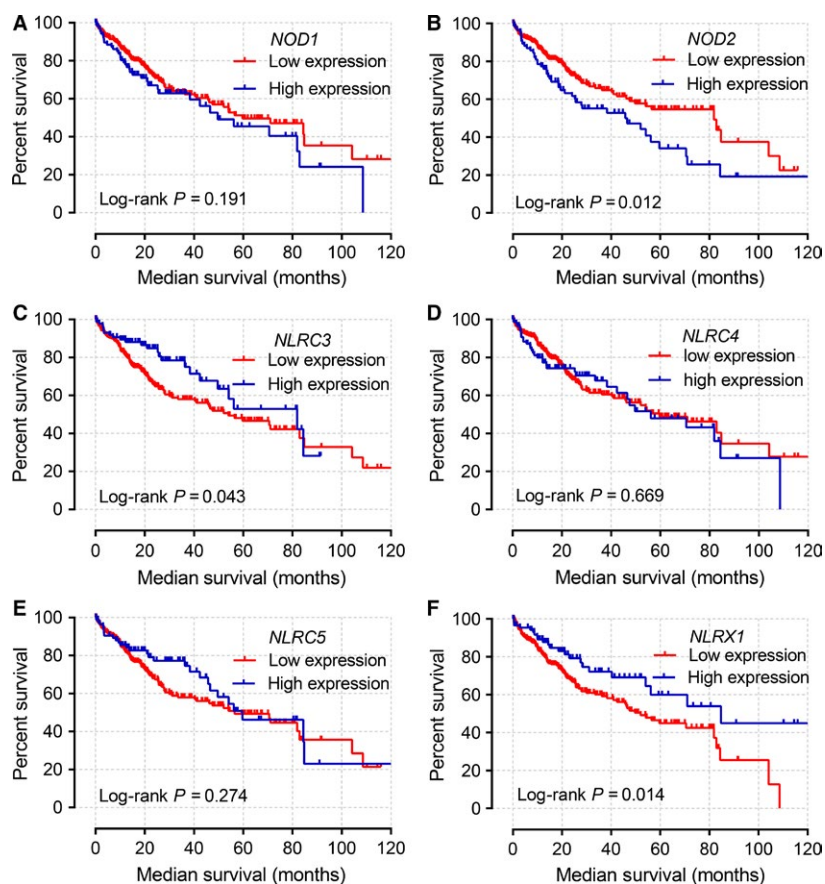 A
NOD1
Low expression
High expression
Percent survival
100
80
60
40
20
0
Log-rank P = 0.191
0 20 40 60 80 100 120
Median survival (months)
B
NOD2
Low expression
High expression
Percent survival
100
80
60
40
20
0
Log-rank P = 0.012
0 20 40 60 80 100 120
Median survival (months)
C
NLRC3
Low expression
High expression
Percent survival
100
80
60
40
20
0
Log-rank P = 0.043
0 20 40 60 80 100 120
Median survival (months)
D
NLRC4
low expression
high expression
Percent survival
100
80
60
40
20
0
Log-rank P = 0.669
0 20 40 60 80 100 120
Median survival (months)
E
NLRC5
Low expression
High expression
Percent survival
100
80
60
40
20
0
Log-rank P = 0.274
0 20 40 60 80 100 120
Median survival (months)
F
NLRX1
Low expression
High expression
Percent survival
100
80
60
40
20
0
Log-rank P = 0.014
0 20 40 60 80 100 120
Median survival (months)